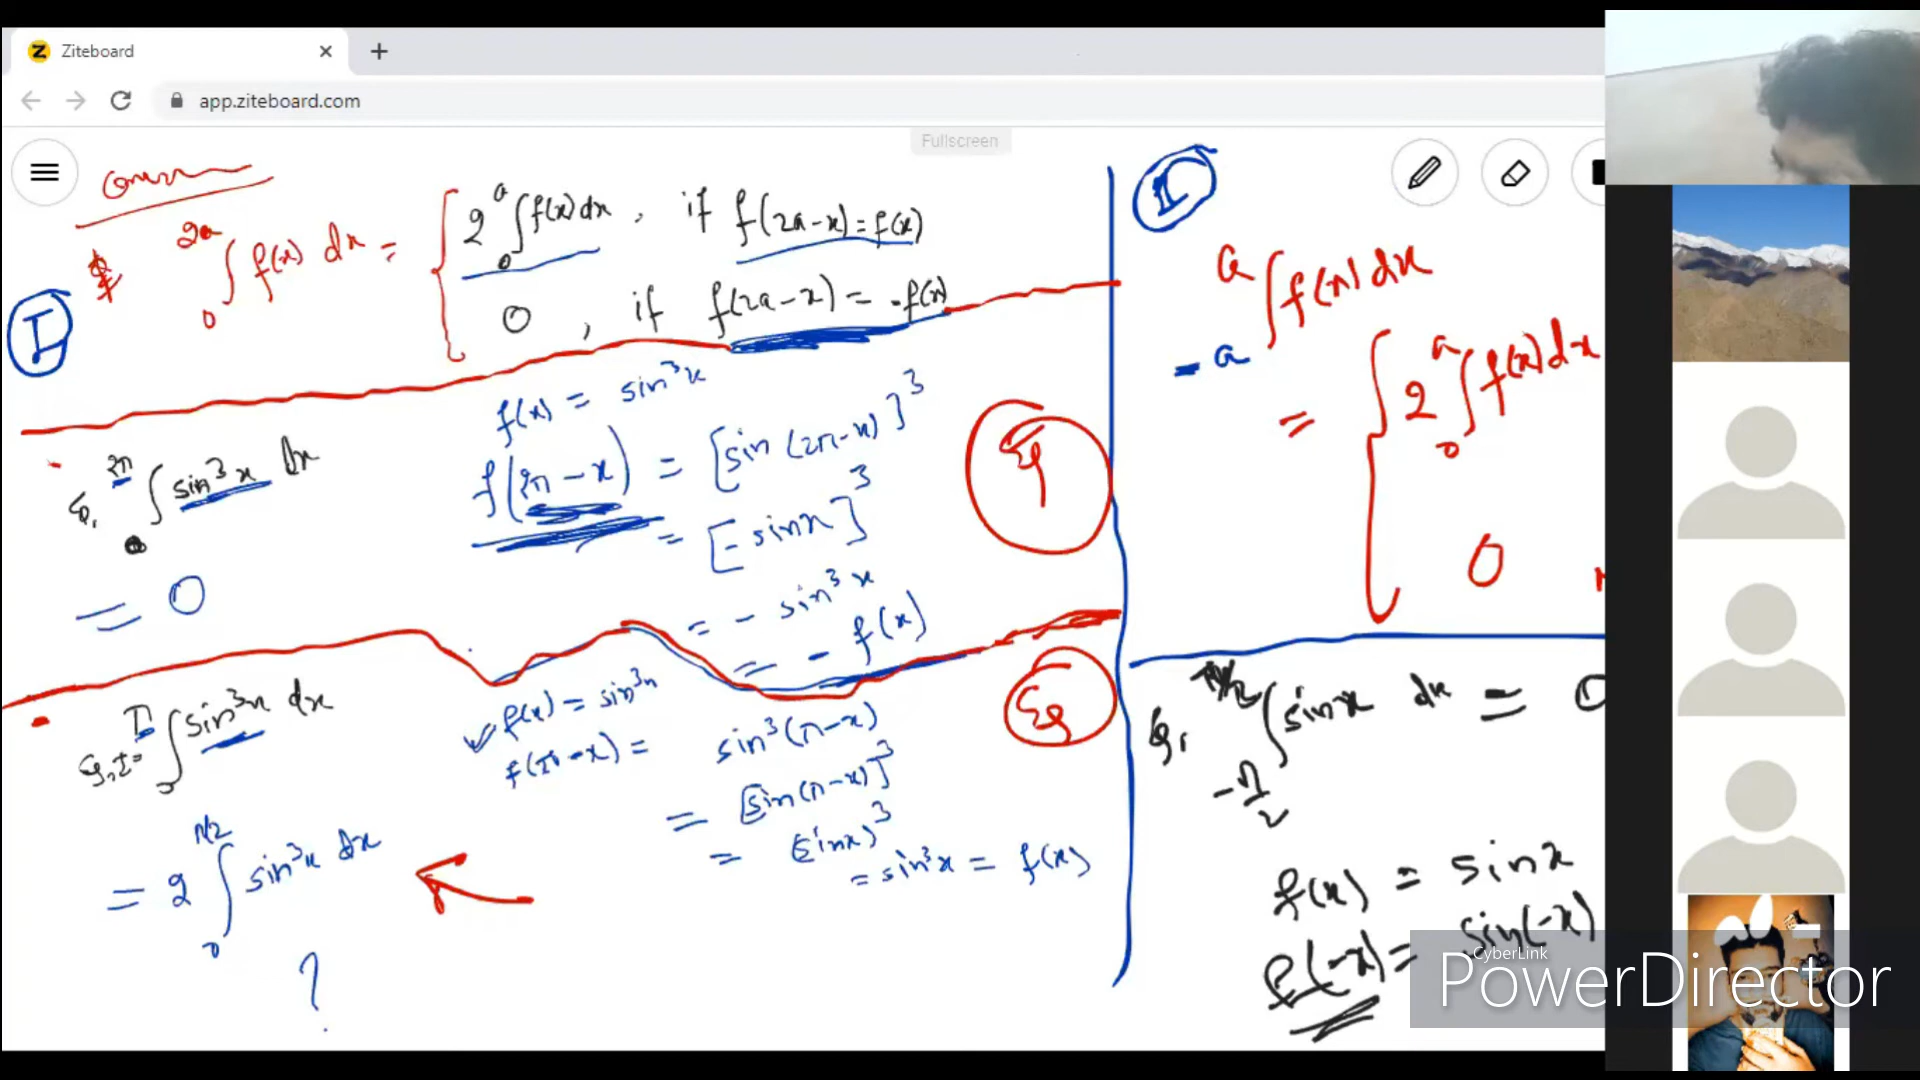 Ziteboard
app.ziteboard.com
Fullscreen
I
2a∫0 f(x) dx = { 2 a∫0 f(x) dx , if f(2a-x) = f(x)
0 , if f(2a-x) = -f(x)
2π∫0 sin³x dx
= 0
f(x) = sin³x
f(2π-x) = [sin(2π-x)]³
= [-sinx]³
= - sin³x
= - f(x)
Eg
I = π∫0 sin³x dx
= 2 π/2∫0 sin³x dx
?
f(x) = sin³x
f(π-x) = sin³(π-x)
= [sin(π-x)]³
= (sinx)³
= sin³x = f(x)
Eg
II
a∫-a f(x) dx
= { 2 a∫0 f(x) dx
0
Eg, π/2∫-π/2 sinx dx = 0
f(x) = sinx
f(-x) = sin(-x)
CyberLink
PowerDirector